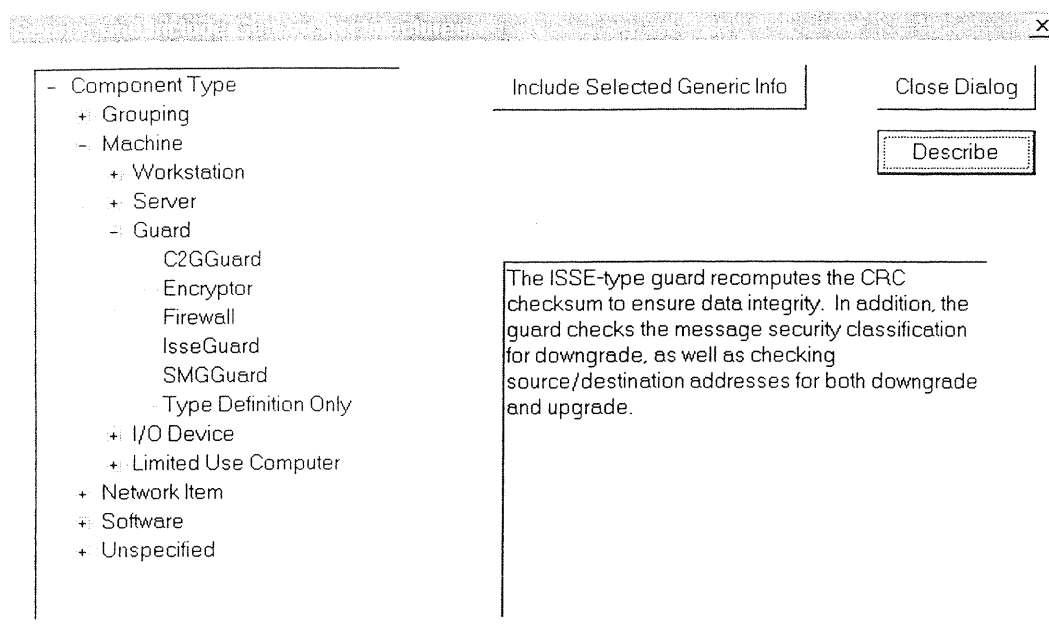 - Component Type
+ Grouping
- Machine
+ Workstation
+ Server
- Guard
C2GGuard
Encryptor
Firewall
IsseGuard
SMGGuard
Type Definition Only
+ I/O Device
+ Limited Use Computer
+ Network Item
+ Software
+ Unspecified
Include Selected Generic Info
Close Dialog
Describe
The ISSE-type guard recomputes the CRC
checksum to ensure data integrity. In addition, the
guard checks the message security classification
for downgrade, as well as checking
source/destination addresses for both downgrade
and upgrade.